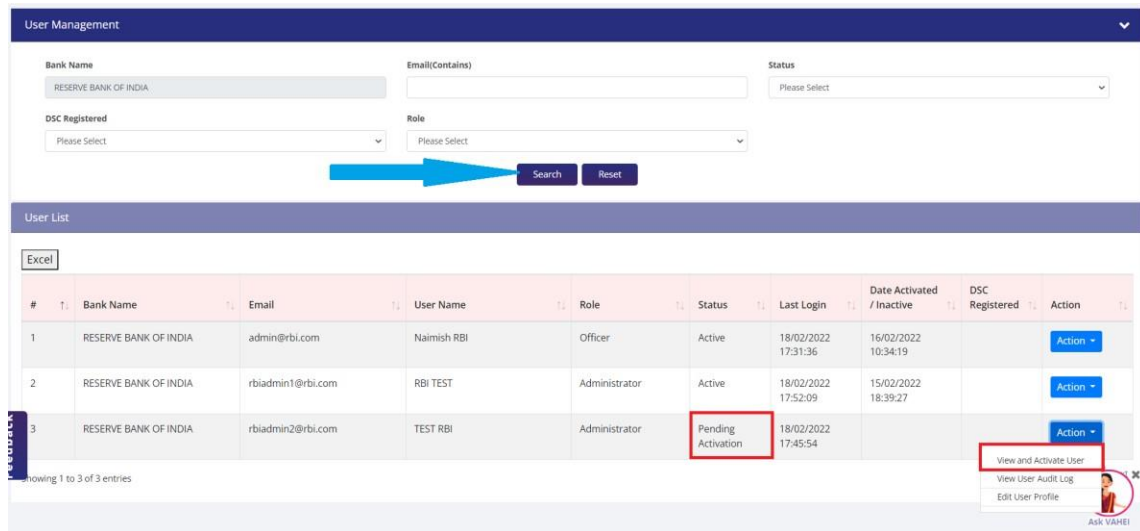 User Management
Bank Name Email(Contains) Status
RESERVE BANK OF INDIA Please Select
DSC Registered Role
Please Select Please Select
Search Reset
User List
Excel
# Bank Name Email User Name Role Status Last Login Date Activated / Inactive DSC Registered Action
1 RESERVE BANK OF INDIA admin@rbi.com Naimish RBI Officer Active 18/02/2022 17:31:36 16/02/2022 10:34:19 Action
2 RESERVE BANK OF INDIA rbiadmin1@rbi.com RBI TEST Administrator Active 18/02/2022 17:52:09 15/02/2022 18:39:27 Action
3 RESERVE BANK OF INDIA rbiadmin2@rbi.com TEST RBI Administrator Pending Activation 18/02/2022 17:45:54 Action
Feedback
Showing 1 to 3 of 3 entries
View and Activate User
View User Audit Log
Edit User Profile
Ask VAHEI